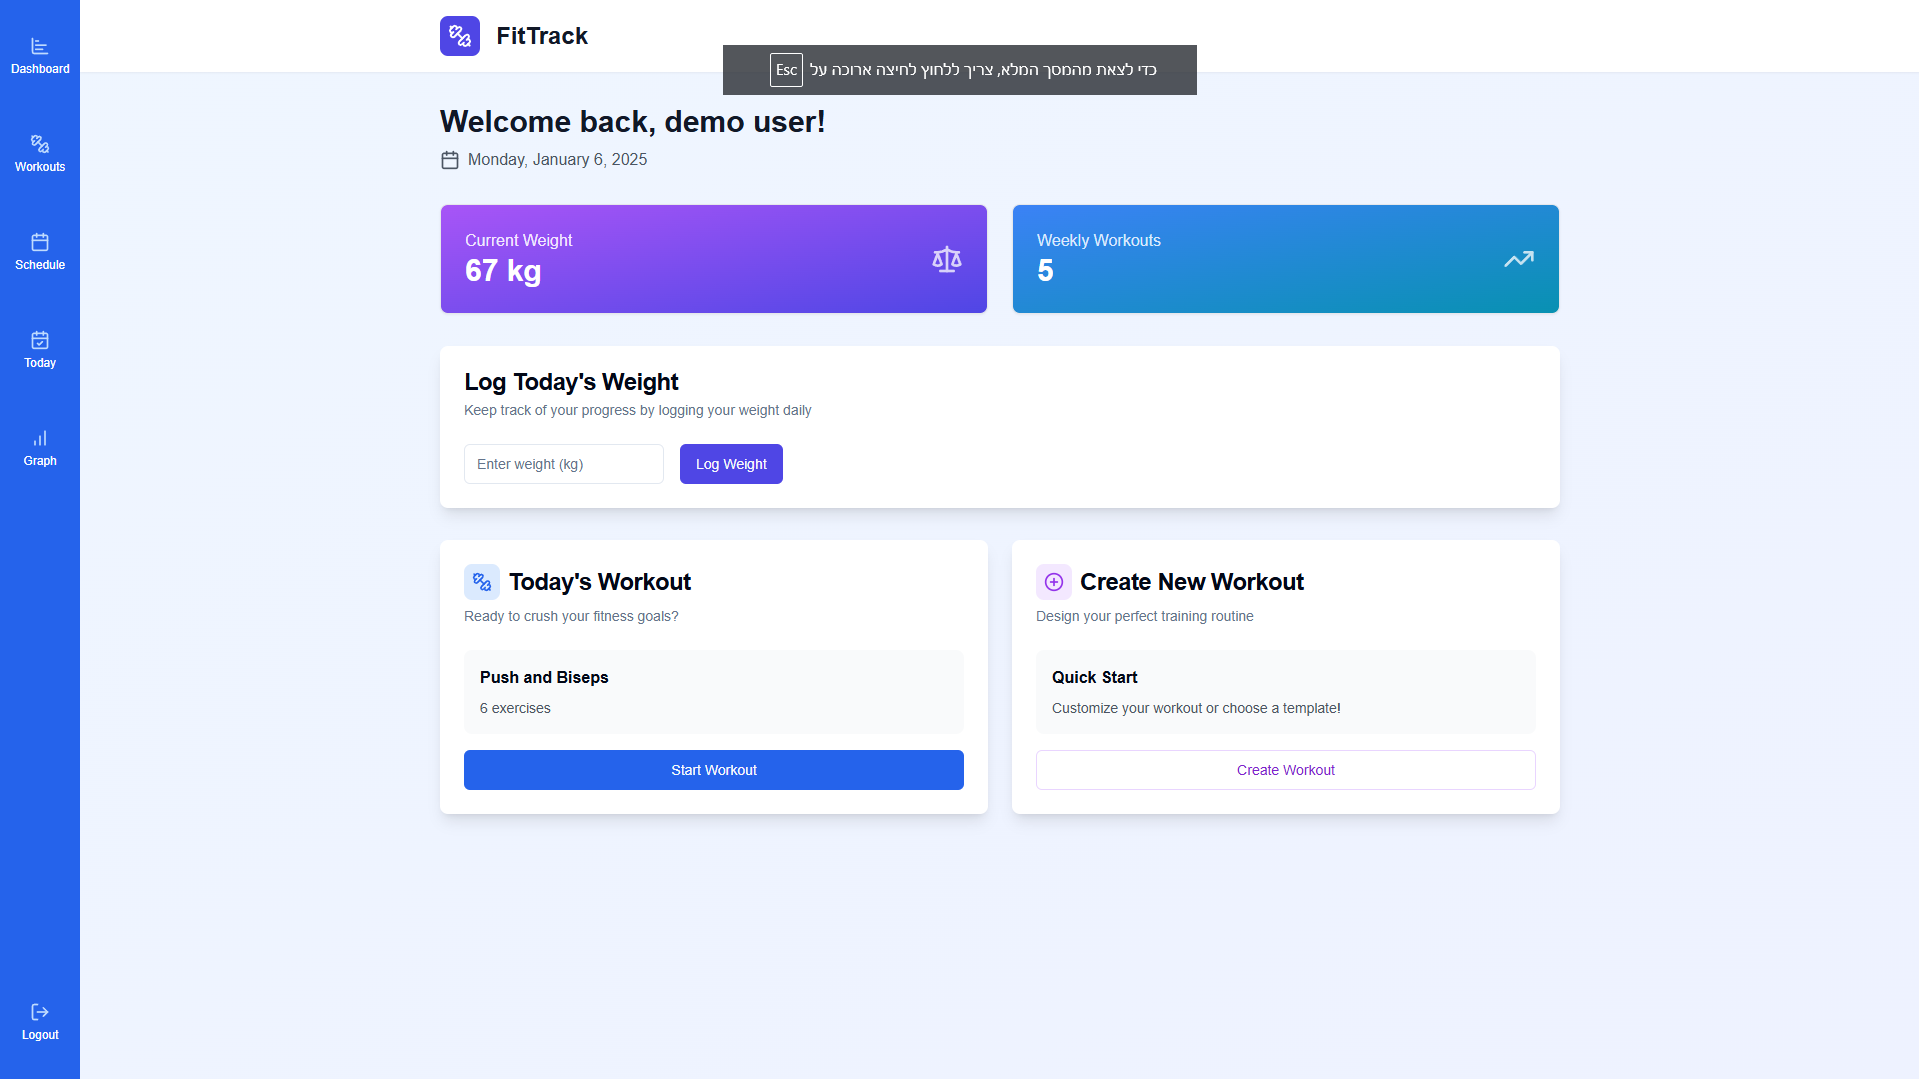 Dashboard
Workouts
Schedule
Today
Graph
Logout
FitTrack
כדי לצאת מהמסך המלא, צריך ללחוץ לחיצה ארוכה על Esc
Welcome back, demo user!
Monday, January 6, 2025
Current Weight
67 kg
Weekly Workouts
5
Log Today's Weight
Keep track of your progress by logging your weight daily
Enter weight (kg)
Log Weight
Today's Workout
Ready to crush your fitness goals?
Push and Biseps
6 exercises
Start Workout
Create New Workout
Design your perfect training routine
Quick Start
Customize your workout or choose a template!
Create Workout